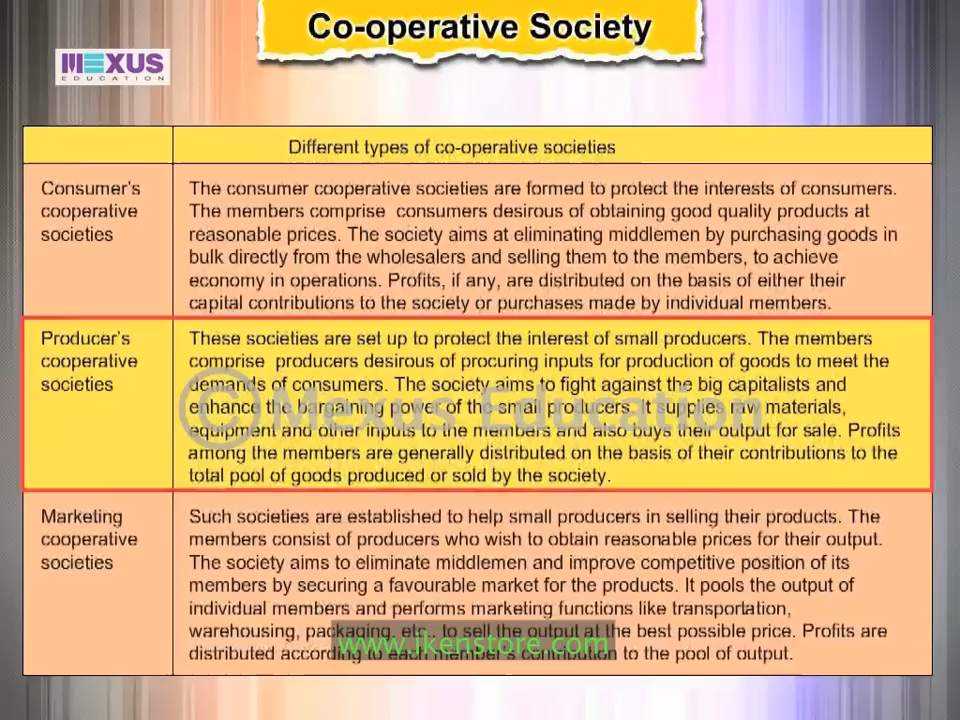 Co-operative Society
MEXUS
EDUCATION
Different types of co-operative societies
Consumer's
cooperative
societies
The consumer cooperative societies are formed to protect the interests of consumers.
The members comprise consumers desirous of obtaining good quality products at
reasonable prices. The society aims at eliminating middlemen by purchasing goods in
bulk directly from the wholesalers and selling them to the members, to achieve
economy in operations. Profits, if any, are distributed on the basis of either their
capital contributions to the society or purchases made by individual members.
Producer's
cooperative
societies
These societies are set up to protect the interest of small producers. The members
comprise producers desirous of procuring inputs for production of goods to meet the
demands of consumers. The society aims to fight against the big capitalists and
enhance the bargaining power of the small producers. It supplies raw materials,
equipment and other inputs to the members and also buys their output for sale. Profits
among the members are generally distributed on the basis of their contributions to the
total pool of goods produced or sold by the society.
© Mexus Education
Marketing
cooperative
societies
Such societies are established to help small producers in selling their products. The
members consist of producers who wish to obtain reasonable prices for their output.
The society aims to eliminate middlemen and improve competitive position of its
members by securing a favourable market for the products. It pools the output of
individual members and performs marketing functions like transportation,
warehousing, packaging, etc., to sell the output at the best possible price. Profits are
distributed according to each member's contribution to the pool of output.
www.ikenstore.com